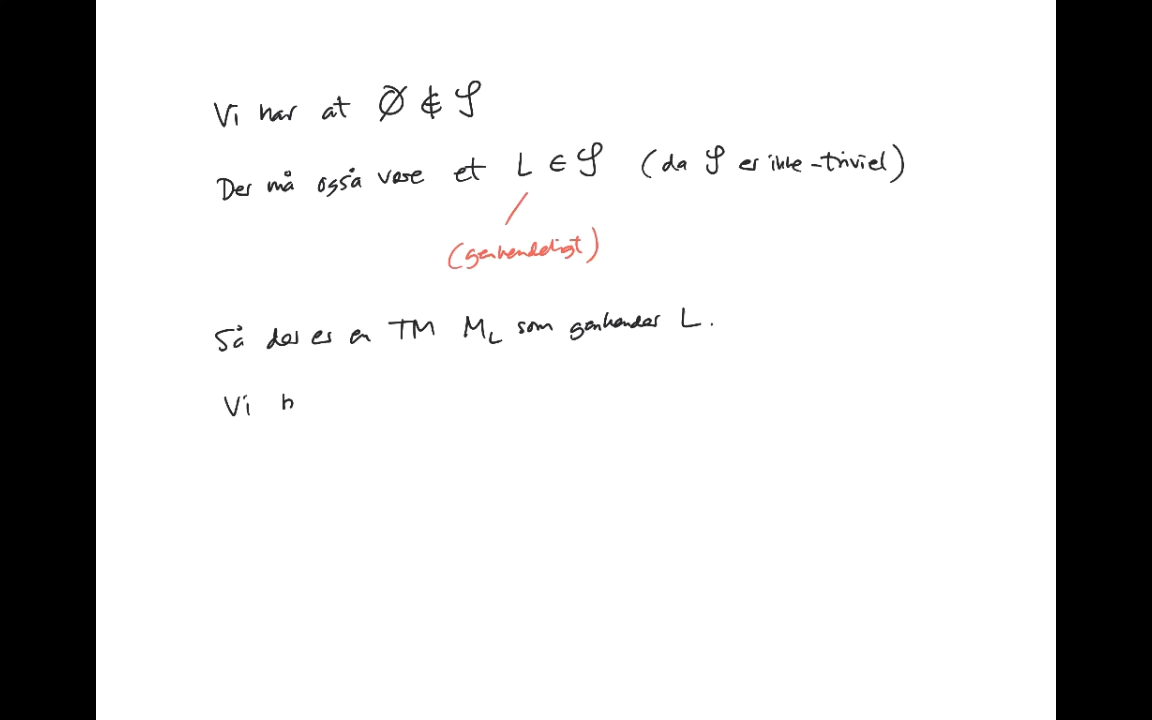 Vi har at ∅ ∉ 𝒮
Der må også være et L ∈ 𝒮 (da 𝒮 er ikke-triviel)
(genkendeligt)
Så der er en TM M_L som genkender L.
Vi h